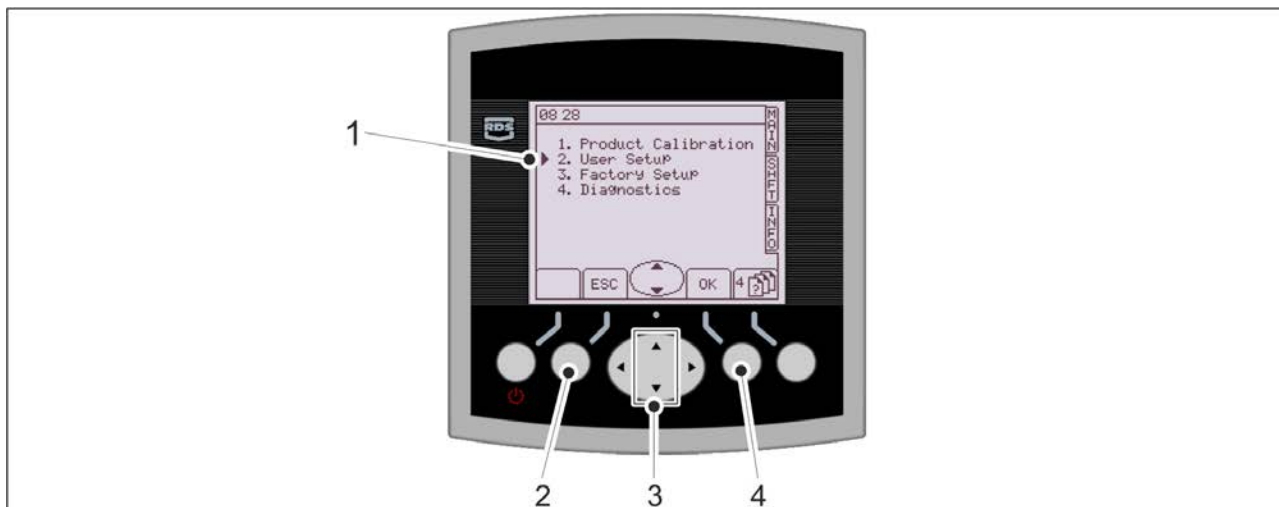 08 28
RDS
1. Product Calibration
2. User Setup
3. Factory Setup
4. Diagnostics
MAIN
SHFT
INFO
ESC
OK
4
?
1
2
3
4